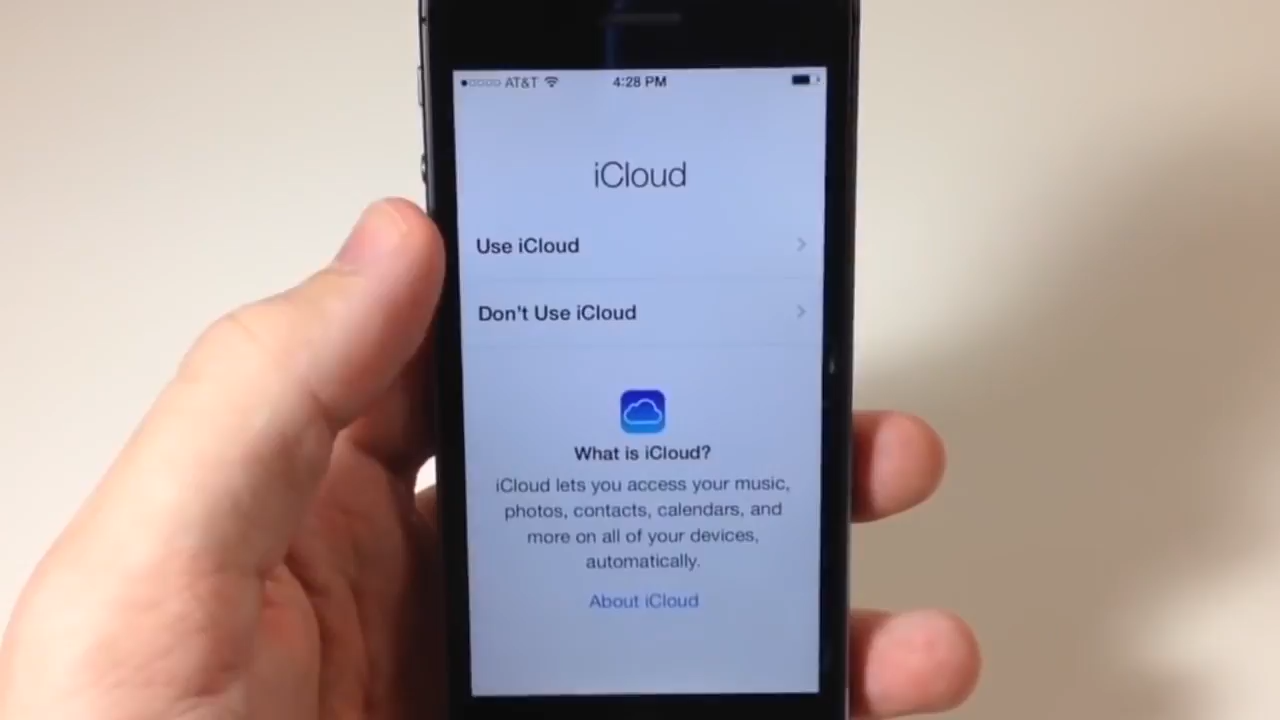 AT&T 4:28 PM
iCloud
Use iCloud
Don't Use iCloud
What is iCloud?
iCloud lets you access your music,
photos, contacts, calendars, and
more on all of your devices,
automatically.
About iCloud